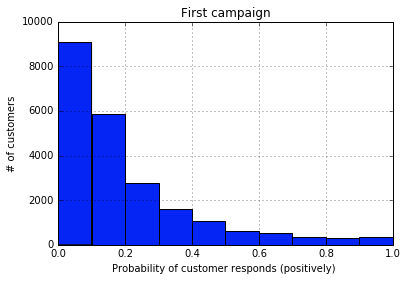 First campaign
10000
8000
6000
4000
2000
0
# of customers
0.0 0.2 0.4 0.6 0.8 1.0
Probability of customer responds (positively)